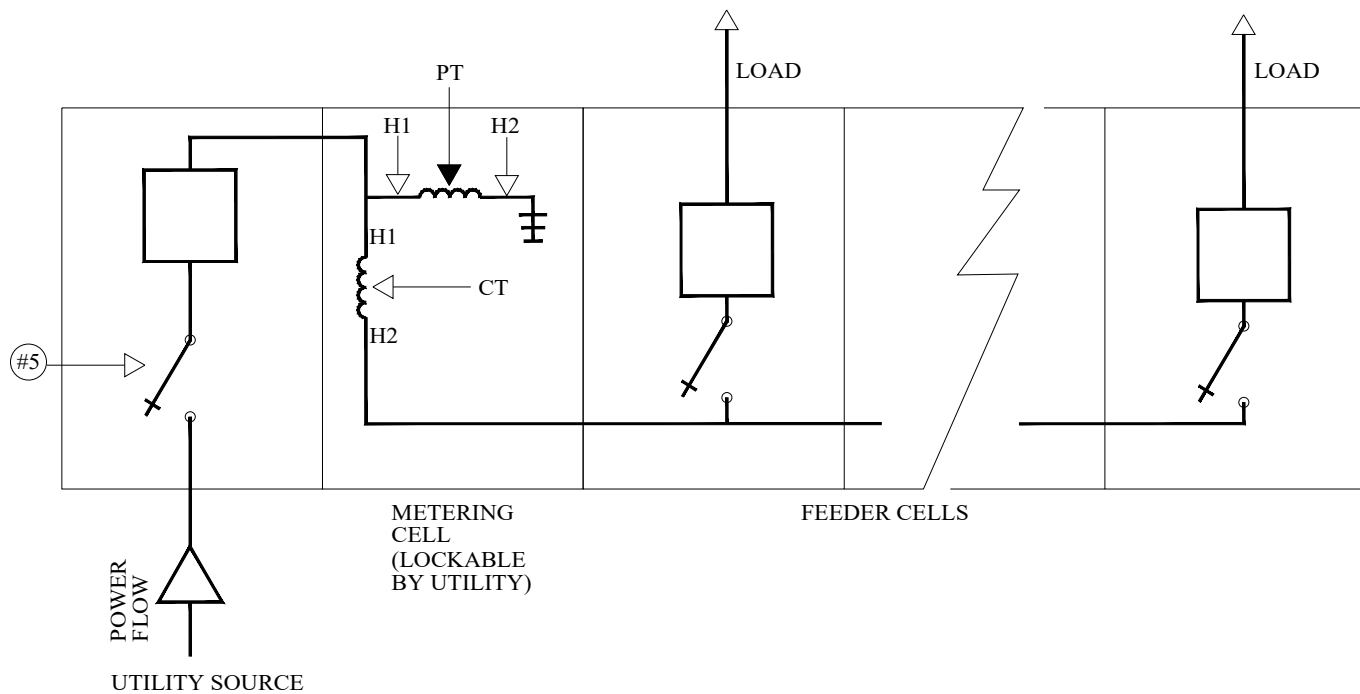 LOAD
LOAD
PT
H1
H2
H1
CT
H2
#5
METERING
CELL
(LOCKABLE
BY UTILITY)
FEEDER CELLS
POWER
FLOW
UTILITY SOURCE